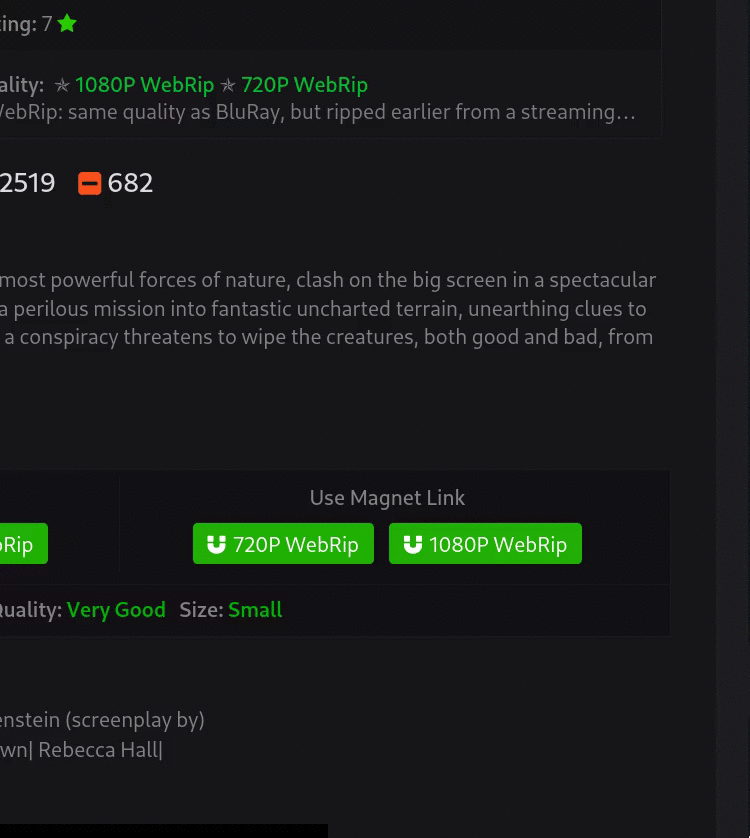 ing: 7
ality: ✯ 1080P WebRip ✯ 720P WebRip
WebRip: same quality as BluRay, but ripped earlier from a streaming...
2519 682
most powerful forces of nature, clash on the big screen in a spectacular
a perilous mission into fantastic uncharted terrain, unearthing clues to
a conspiracy threatens to wipe the creatures, both good and bad, from
Use Magnet Link
Rip 720P WebRip 1080P WebRip
Quality: Very Good Size: Small
enstein (screenplay by)
wn| Rebecca Hall|